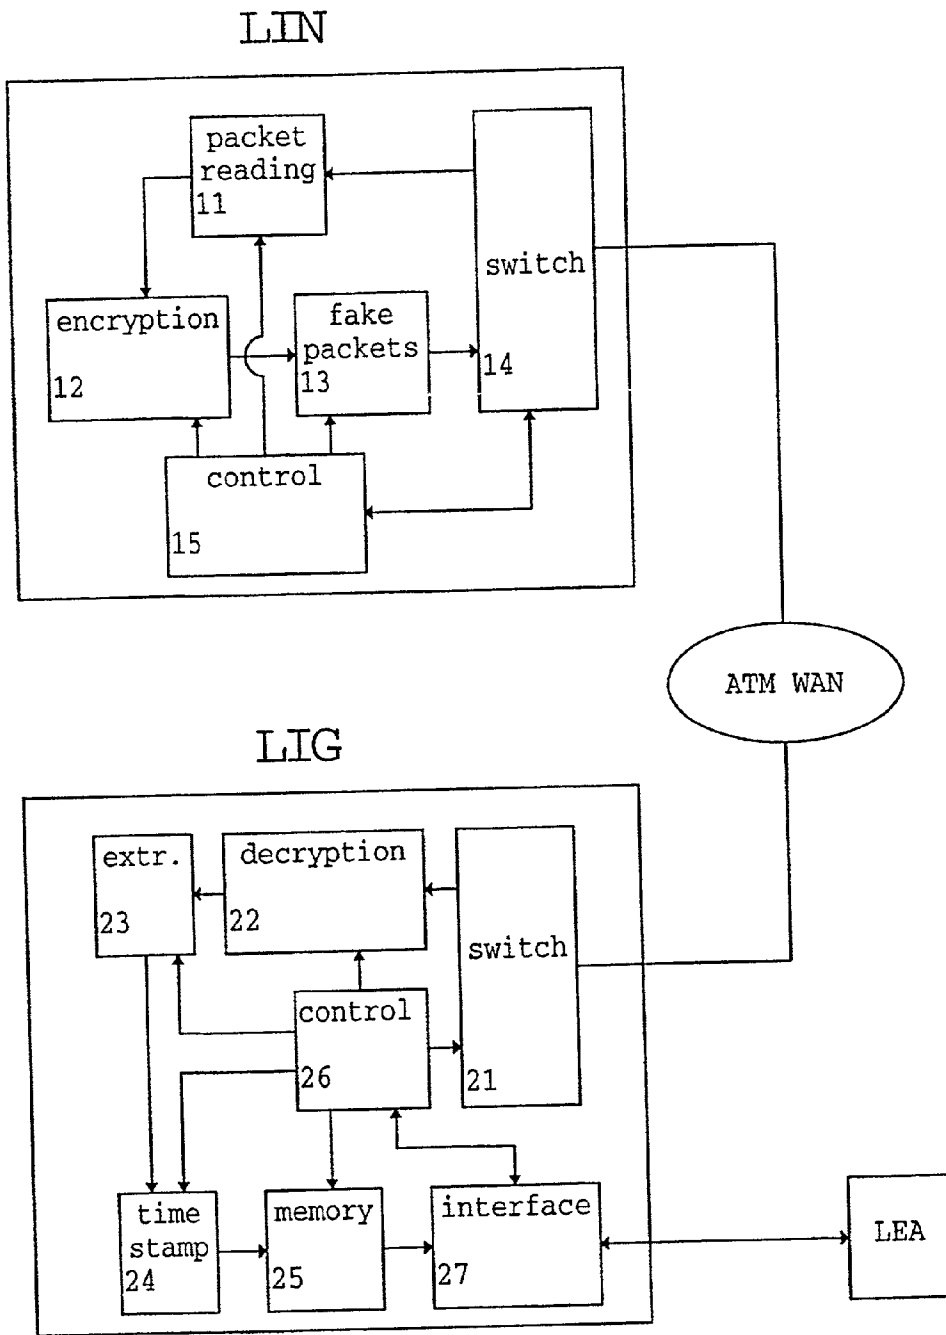 LIN
packet
reading
11
switch
14
encryption
12
fake
packets
13
control
15
ATM WAN
LIG
extr.
23
decryption
22
switch
21
control
26
time
stamp
24
memory
25
interface
27
LEA